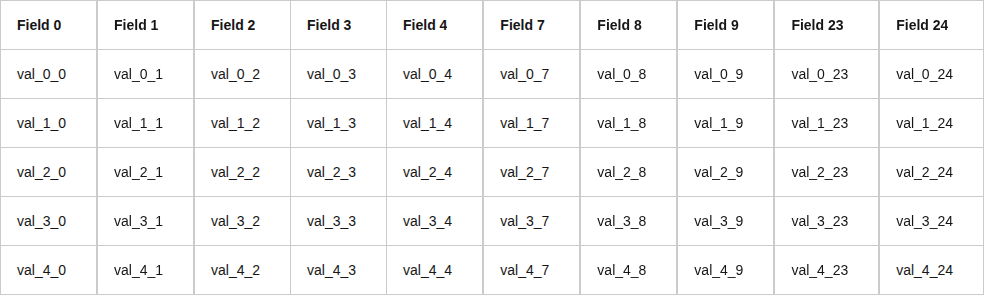 Field 0 Field 1 Field 2 Field 3 Field 4 Field 7 Field 8 Field 9 Field 23 Field 24
val_0_0 val_0_1 val_0_2 val_0_3 val_0_4 val_0_7 val_0_8 val_0_9 val_0_23 val_0_24
val_1_0 val_1_1 val_1_2 val_1_3 val_1_4 val_1_7 val_1_8 val_1_9 val_1_23 val_1_24
val_2_0 val_2_1 val_2_2 val_2_3 val_2_4 val_2_7 val_2_8 val_2_9 val_2_23 val_2_24
val_3_0 val_3_1 val_3_2 val_3_3 val_3_4 val_3_7 val_3_8 val_3_9 val_3_23 val_3_24
val_4_0 val_4_1 val_4_2 val_4_3 val_4_4 val_4_7 val_4_8 val_4_9 val_4_23 val_4_24